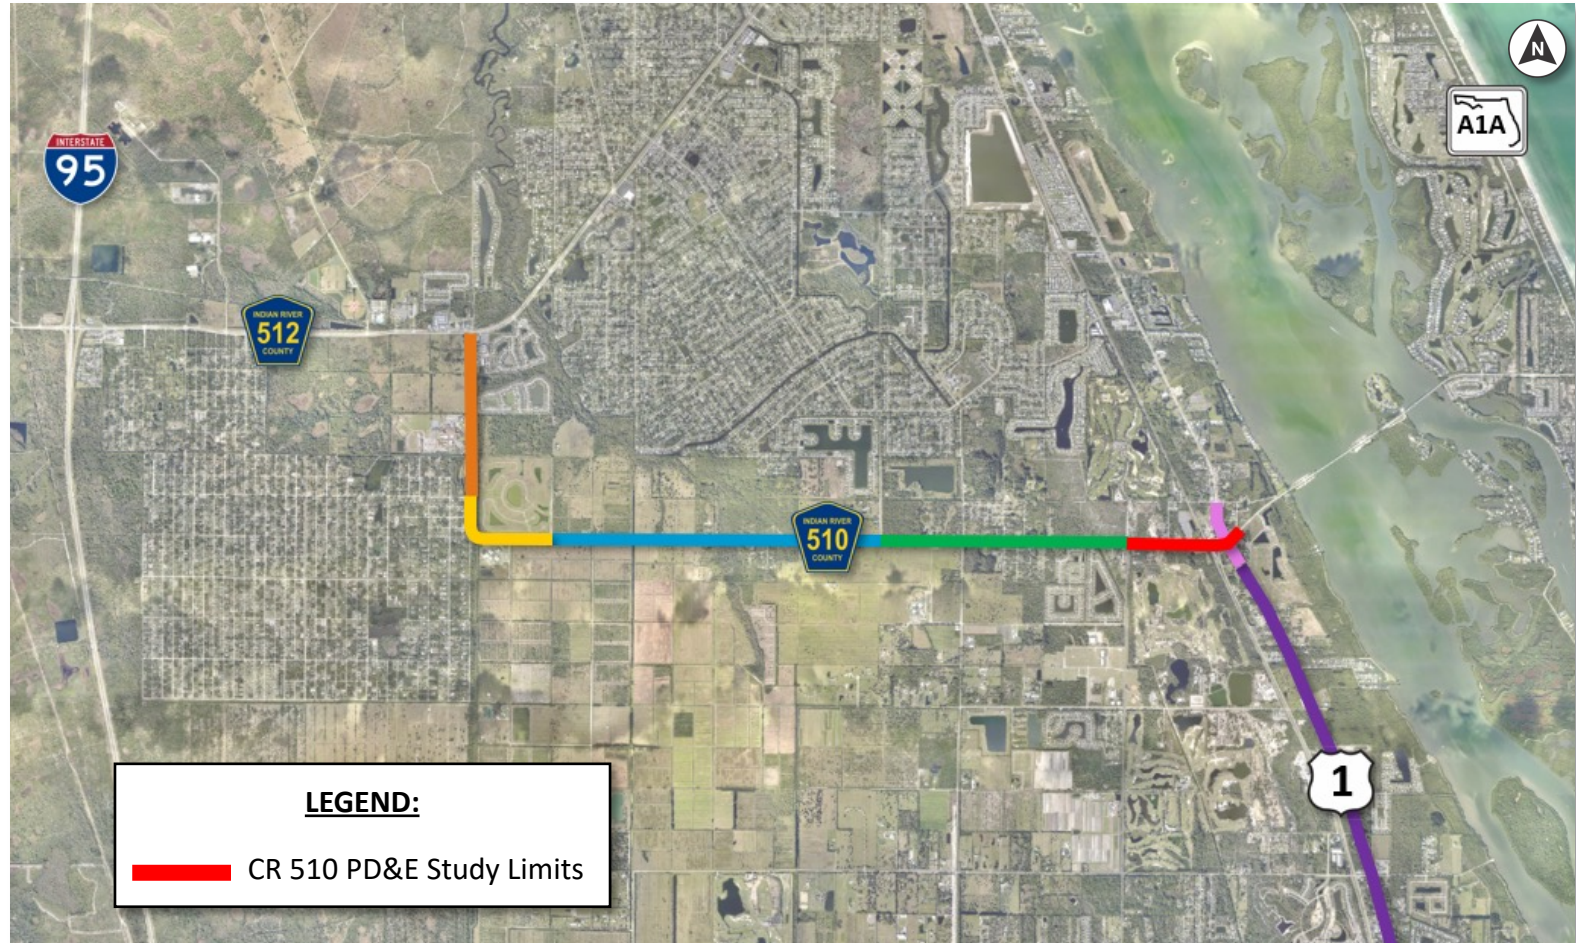 N
A1A
INTERSTATE
95
INDIAN RIVER
512
COUNTY
INDIAN RIVER
510
COUNTY
1
LEGEND:
CR 510 PD&E Study Limits